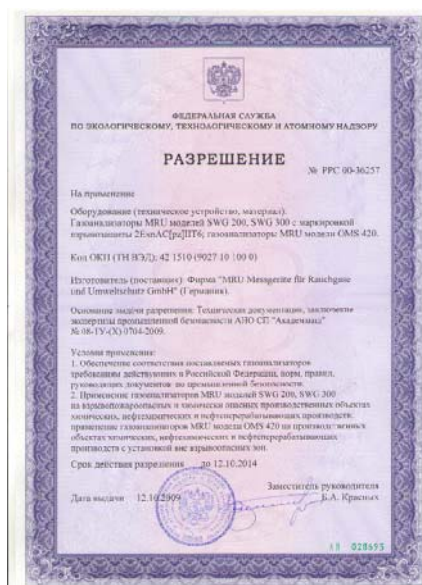 ФЕДЕРАЛЬНАЯ СЛУЖБА
ПО ЭКОЛОГИЧЕСКОМУ, ТЕХНОЛОГИЧЕСКОМУ И АТОМНОМУ НАДЗОРУ
РАЗРЕШЕНИЕ
№ РРС 00-36257
На применение
Оборудование (техническое устройство, материал):
Газоанализаторы MRU моделей SWG 200, SWG 300 с маркировкой
взрывозащиты газоанализаторы MRU модели OMS 420.
Код ОКП (ТН ВЭД): 42 1510 (9027 10 100 0)
Изготовитель (поставщик): Фирма "MRU Messgeräte für Rauchgase
und Umweltschutz GmbH" (Германия).
Основание выдачи разрешения: Техническая документация, заключение
экспертизы промышленной безопасности АНО СП "Академмаш"
№ 08-ТУ-(Х) 0704-2009.
Условия применения:
1. Обеспечение соответствия поставляемых газоанализаторов
требованиям действующих в Российской Федерации, норм, правил,
руководящих документов по промышленной безопасности.
2. Применение газоанализаторов MRU моделей SWG 200, SWG 300
на взрывопожароопасных и химически опасных производственных объектах
химических, нефтехимических и нефтеперерабатывающих производств;
применение газоанализаторов MRU модели OMS 420 на производственных
объектах химических, нефтехимических и нефтеперерабатывающих
производств с установкой вне взрывоопасных зон.
Срок действия разрешения до 12.10.2014
Заместитель руководителя
Дата выдачи 12.10.2009 Б.А. Красных
АВ 028693